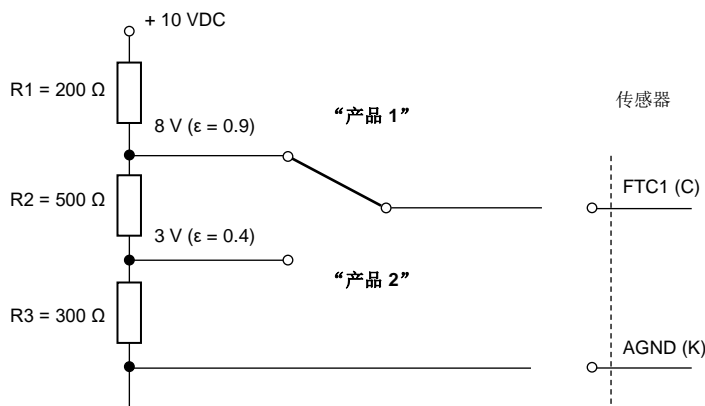 + 10 VDC
R1 = 200 Ω
8 V (ε = 0.9)
“产品 1”
传感器
FTC1 (C)
R2 = 500 Ω
3 V (ε = 0.4)
“产品 2”
R3 = 300 Ω
AGND (K)